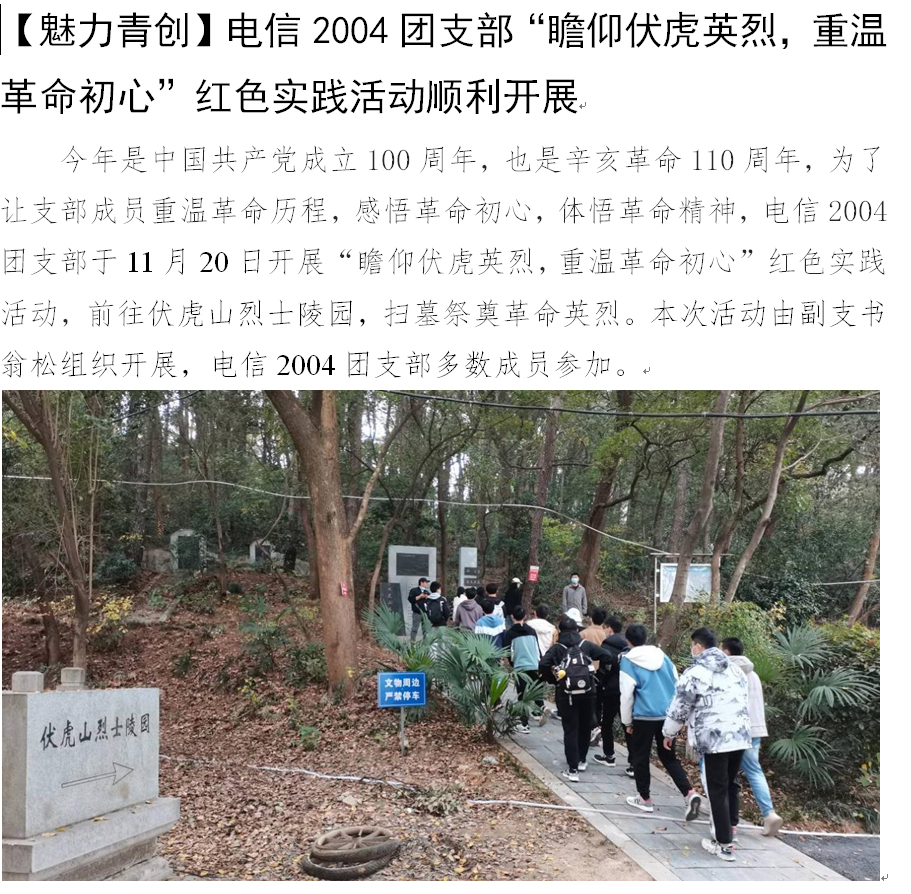 【魅力青创】电信 2004 团支部“瞻仰伏虎英烈，重温
革命初心”红色实践活动顺利开展
今年是中国共产党成立 100 周年，也是辛亥革命 110 周年，为了
让支部成员重温革命历程，感悟革命初心，体悟革命精神，电信 2004
团支部于 11 月 20 日开展“瞻仰伏虎英烈，重温革命初心”红色实践
活动，前往伏虎山烈士陵园，扫墓祭奠革命英烈。本次活动由副支书
翁松组织开展，电信 2004 团支部多数成员参加。
文物周边
严禁停车
伏虎山烈士陵园